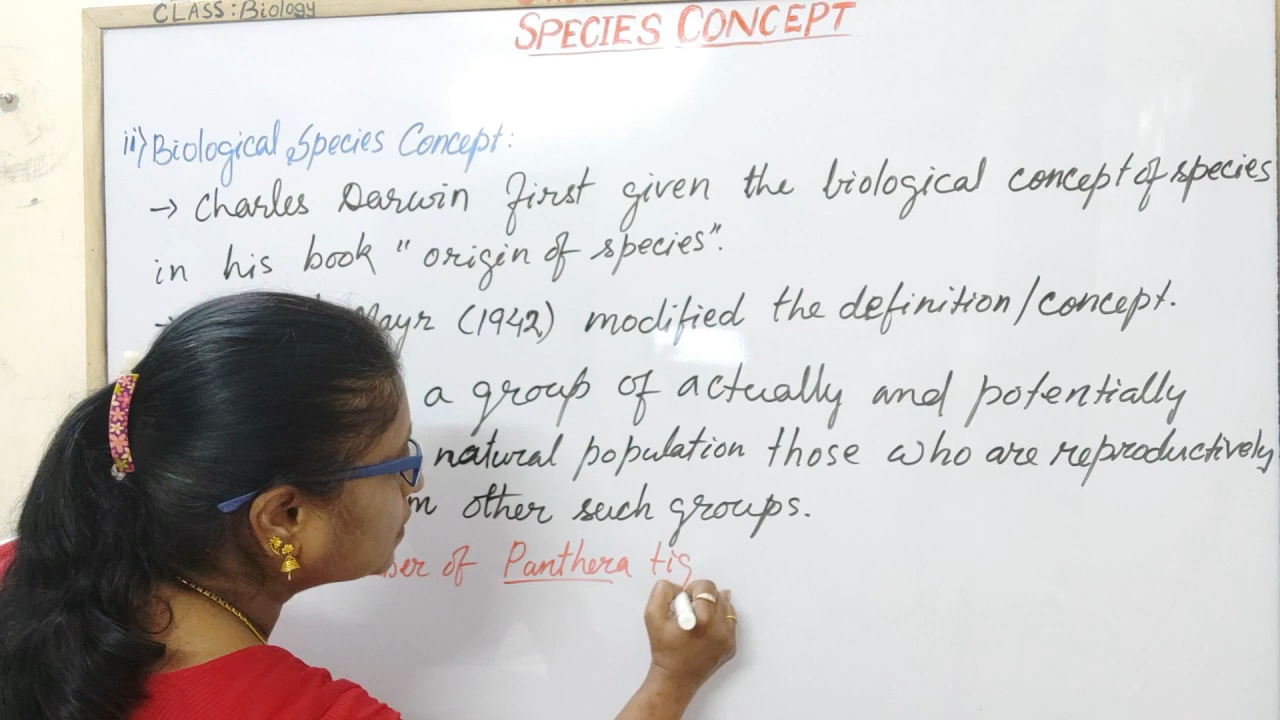 CLASS: Biology
SPECIES CONCEPT
ii) Biological Species Concept:
→ Charles Darwin first given the biological concept of species
in his book "origin of species".
Mayr (1942) modified the definition/concept.
a group of actually and potentially
natural population those who are reproductively
other such groups.
of Panthera tig